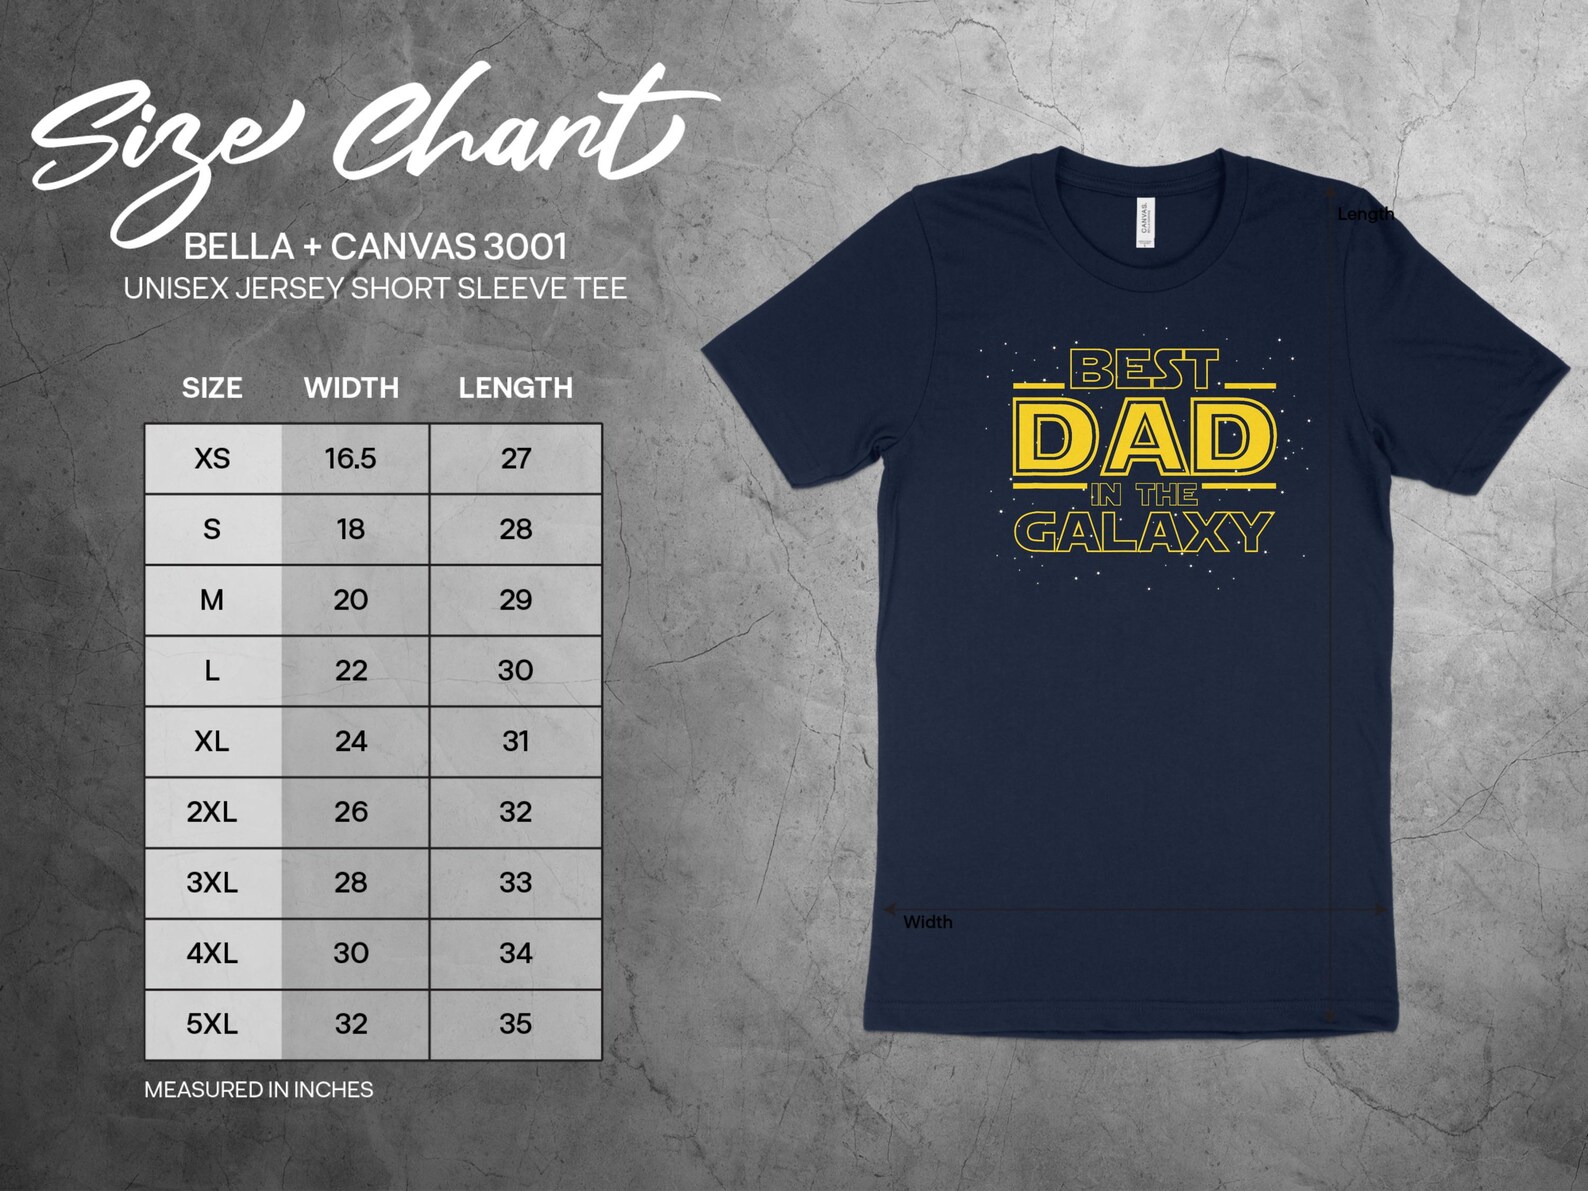 Size Chart
BELLA + CANVAS 3001
UNISEX JERSEY SHORT SLEEVE TEE
SIZE WIDTH LENGTH
XS 16.5 27
S 18 28
M 20 29
L 22 30
XL 24 31
2XL 26 32
3XL 28 33
4XL 30 34
5XL 32 35
MEASURED IN INCHES
CANVAS.
Length
BEST
DAD
IN THE
GALAXY
Width